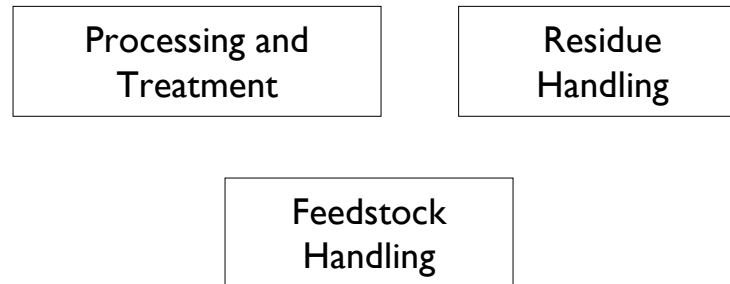 Processing and
Treatment
Residue
Handling
Feedstock
Handling